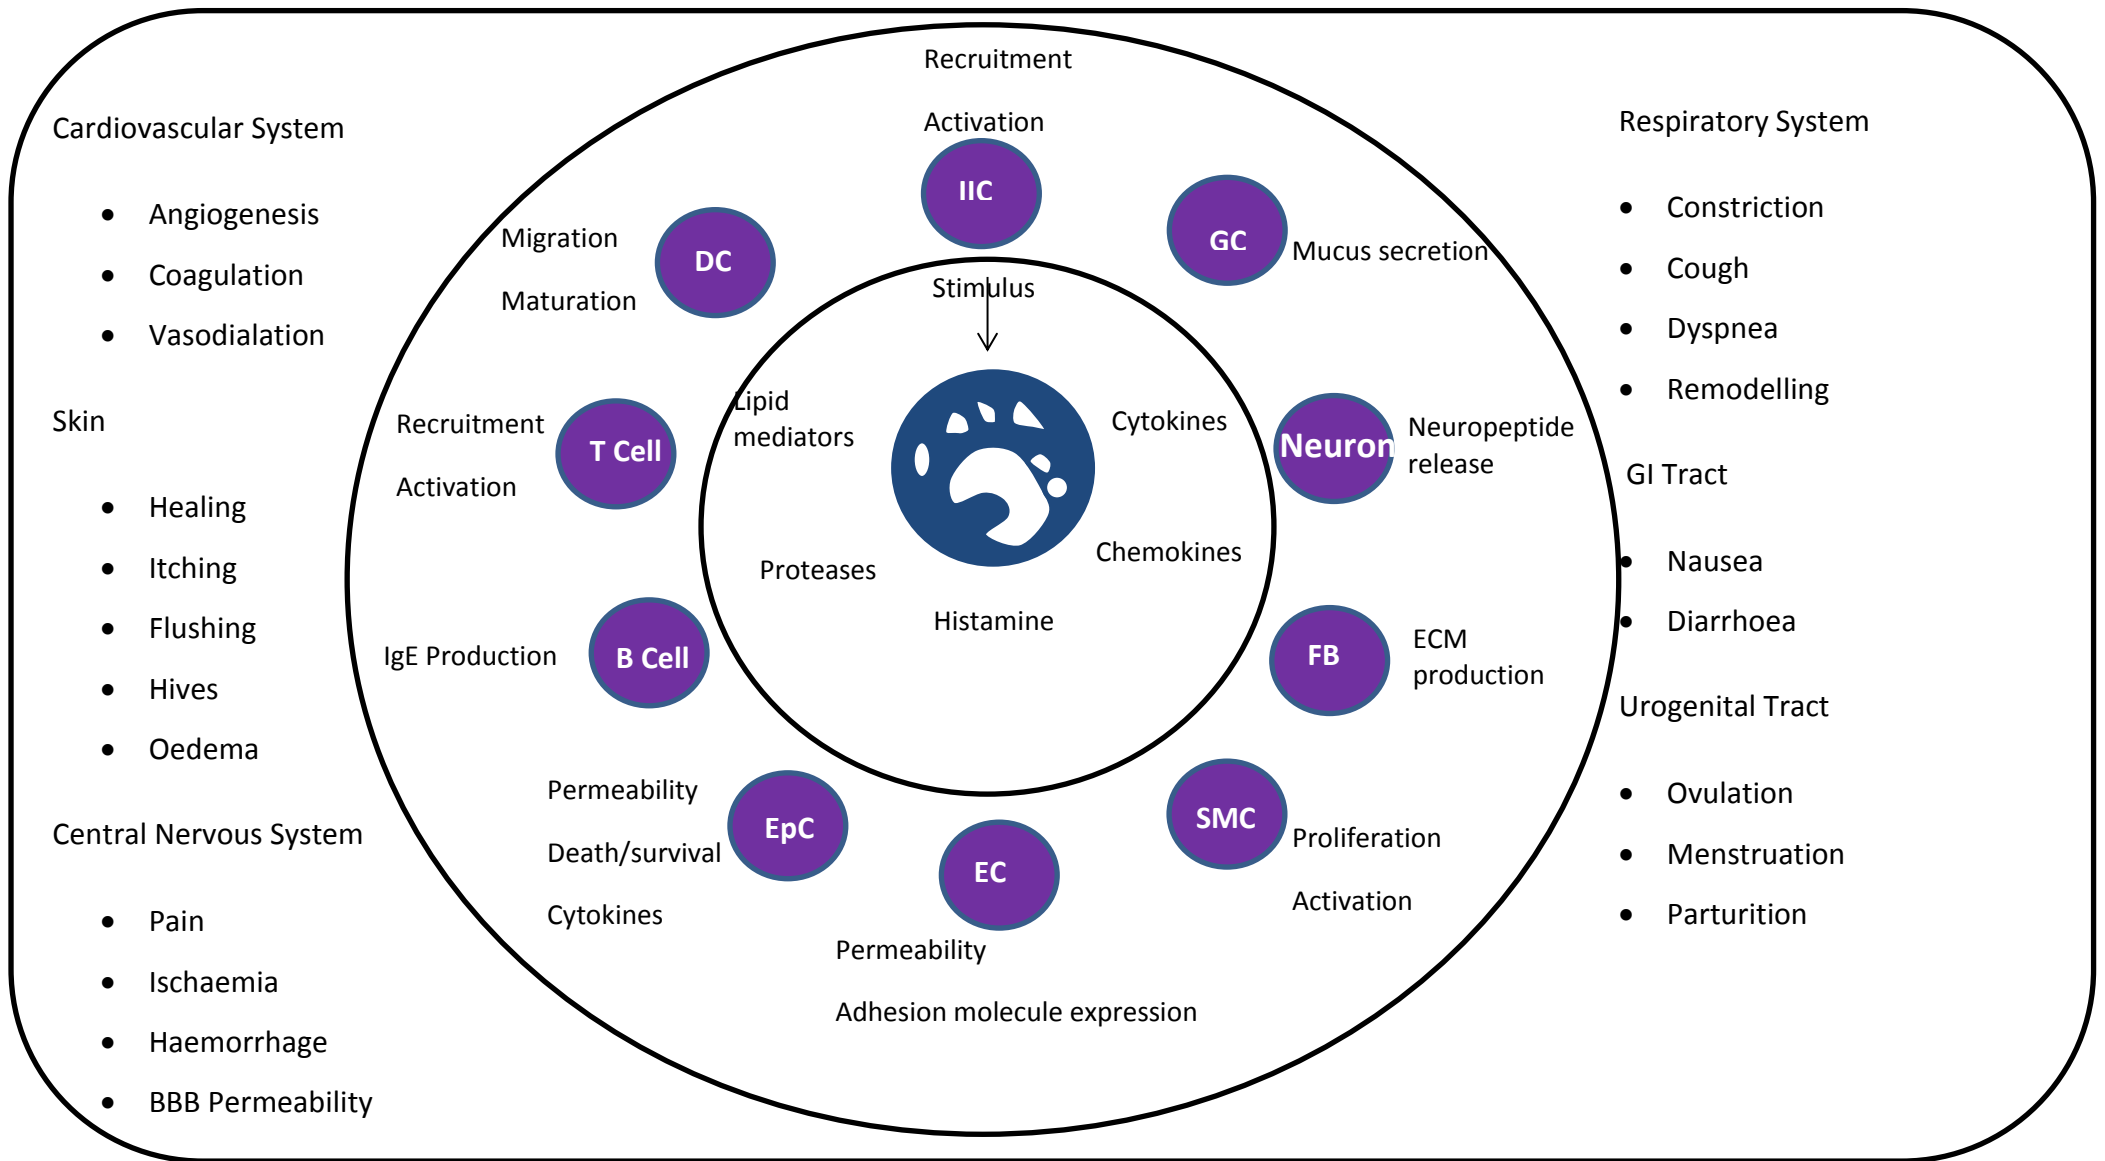 Cardiovascular System
• Angiogenesis
• Coagulation
• Vasodialation
Skin
• Healing
• Itching
• Flushing
• Hives
• Oedema
Central Nervous System
• Pain
• Ischaemia
• Haemorrhage
• BBB Permeability
Recruitment
Activation
IIC
GC
Mucus secretion
Migration
Maturation
DC
Stimulus
Recruitment
Activation
T Cell
Lipid
mediators
Cytokines
Neuron
Neuropeptide
release
Proteases
Chemokines
Histamine
IgE Production
B Cell
FB
ECM
production
Permeability
Death/survival
Cytokines
EpC
EC
Permeability
Adhesion molecule expression
SMC
Proliferation
Activation
Respiratory System
• Constriction
• Cough
• Dyspnea
• Remodelling
GI Tract
• Nausea
• Diarrhoea
Urogenital Tract
• Ovulation
• Menstruation
• Parturition